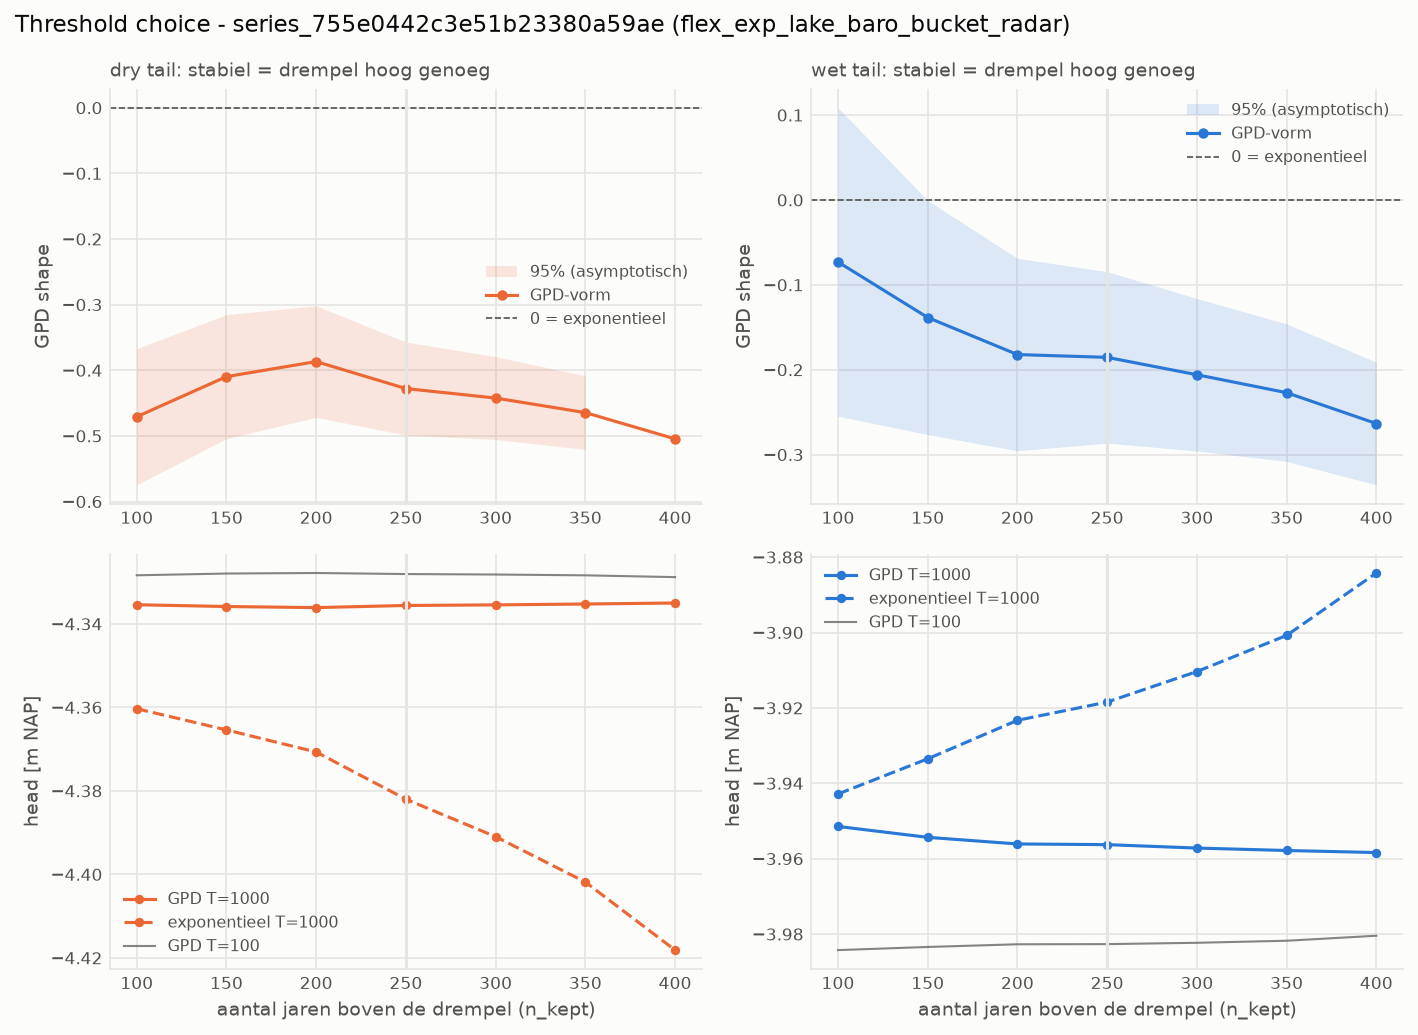 Threshold choice - series_755e0442c3e51b23380a59ae (flex_exp_lake_baro_bucket_radar)
dry tail: stabiel = drempel hoog genoeg
GPD shape
0.0
−0.1
−0.2
−0.3
−0.4
−0.5
−0.6
95% (asymptotisch)
GPD-vorm
0 = exponentieel
100 150 200 250 300 350 400
wet tail: stabiel = drempel hoog genoeg
GPD shape
0.1
0.0
−0.1
−0.2
−0.3
95% (asymptotisch)
GPD-vorm
0 = exponentieel
100 150 200 250 300 350 400
head [m NAP]
−4.34
−4.36
−4.38
−4.40
−4.42
GPD T=1000
exponentieel T=1000
GPD T=100
100 150 200 250 300 350 400
aantal jaren boven de drempel (n_kept)
head [m NAP]
−3.88
−3.90
−3.92
−3.94
−3.96
−3.98
GPD T=1000
exponentieel T=1000
GPD T=100
100 150 200 250 300 350 400
aantal jaren boven de drempel (n_kept)